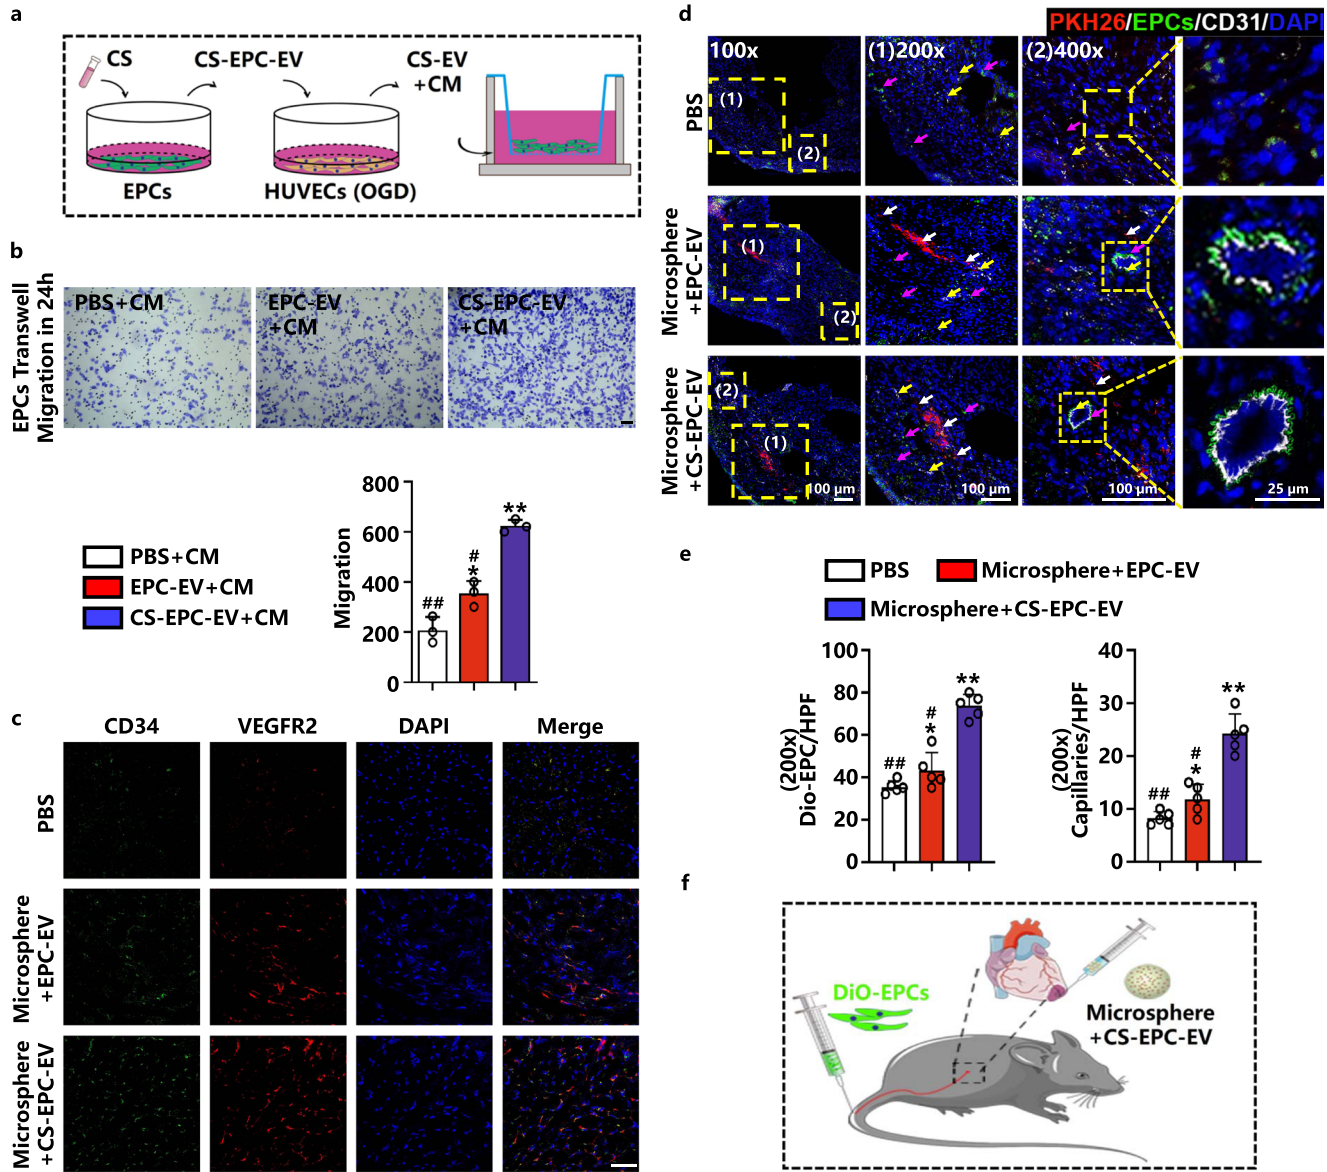 a
CS
CS-EPC-EV
CS-EV
+CM
EPCs
HUVECs (OGD)
b
EPCs Transwell
Migration in 24h
PBS+CM
EPC-EV
+CM
CS-EPC-EV
+CM
PBS+CM
EPC-EV+CM
CS-EPC-EV+CM
Migration
800
600
400
200
0
##
#
*
**
c
CD34
VEGFR2
DAPI
Merge
PBS
Microsphere
+EPC-EV
Microsphere
+CS-EPC-EV
d
PKH26/EPCs/CD31/DAPI
100x
(1)200x
(2)400x
PBS
(1)
(2)
Microsphere
+EPC-EV
(1)
(2)
Microsphere
+CS-EPC-EV
(2)
(1)
100 µm
100 µm
100 µm
25 µm
e
PBS
Microsphere+EPC-EV
Microsphere+CS-EPC-EV
(200x)
Dio-EPC/HPF
100
80
60
40
20
0
##
#
*
**
(200x)
Capillaries/HPF
40
30
20
10
0
##
#
*
**
f
DiO-EPCs
Microsphere
+CS-EPC-EV